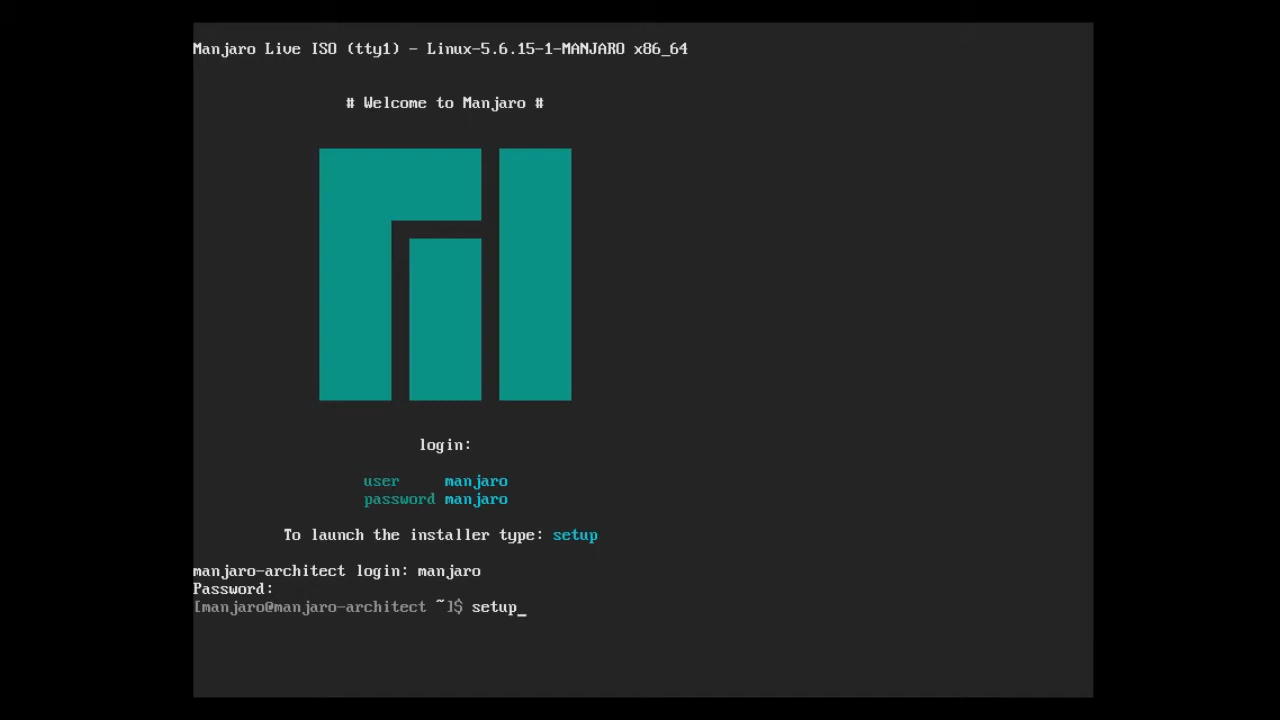 Manjaro Live ISO (tty1) - Linux-5.6.15-1-MANJARO x86_64
# Welcome to Manjaro #
login:
user manjaro
password manjaro
To launch the installer type: setup
manjaro-architect login: manjaro
Password:
[manjaro@manjaro-architect ~]$ setup_